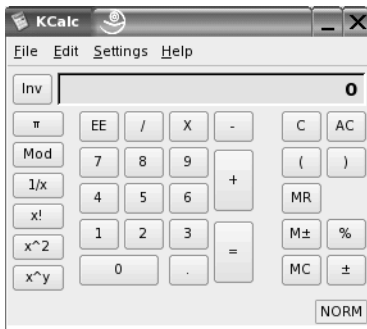 KCalc
File Edit Settings Help
Inv 0
π EE / X - C AC
Mod 7 8 9 + ( )
1/x 4 5 6 MR
x!
1 2 3 = M± %
x^2
0 . MC ±
x^y
NORM